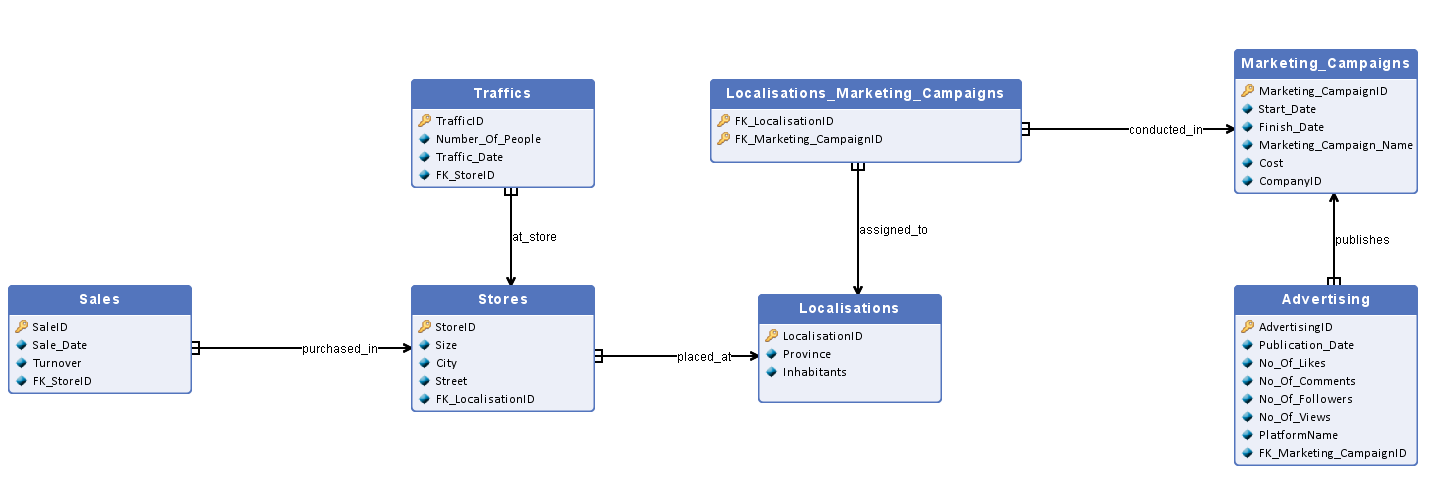 Marketing_Campaigns
Marketing_CampaignID
Start_Date
Finish_Date
Marketing_Campaign_Name
Cost
CompanyID
Traffics
TrafficID
Number_Of_People
Traffic_Date
FK_StoreID
Localisations_Marketing_Campaigns
FK_LocalisationID
FK_Marketing_CampaignID
conducted_in
at_store
assigned_to
publishes
Sales
SaleID
Sale_Date
Turnover
FK_StoreID
purchased_in
Stores
StoreID
Size
City
Street
FK_LocalisationID
placed_at
Localisations
LocalisationID
Province
Inhabitants
Advertising
AdvertisingID
Publication_Date
No_Of_Likes
No_Of_Comments
No_Of_Followers
No_Of_Views
PlatformName
FK_Marketing_CampaignID